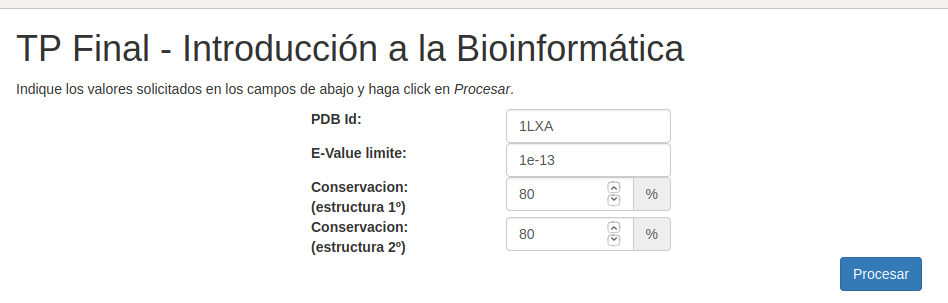 TP Final - Introducción a la Bioinformática
Indique los valores solicitados en los campos de abajo y haga click en Procesar.
PDB Id: 1LXA
E-Value limite: 1e-13
Conservacion: (estructura 1º) 80 %
Conservacion: (estructura 2º) 80 %
Procesar